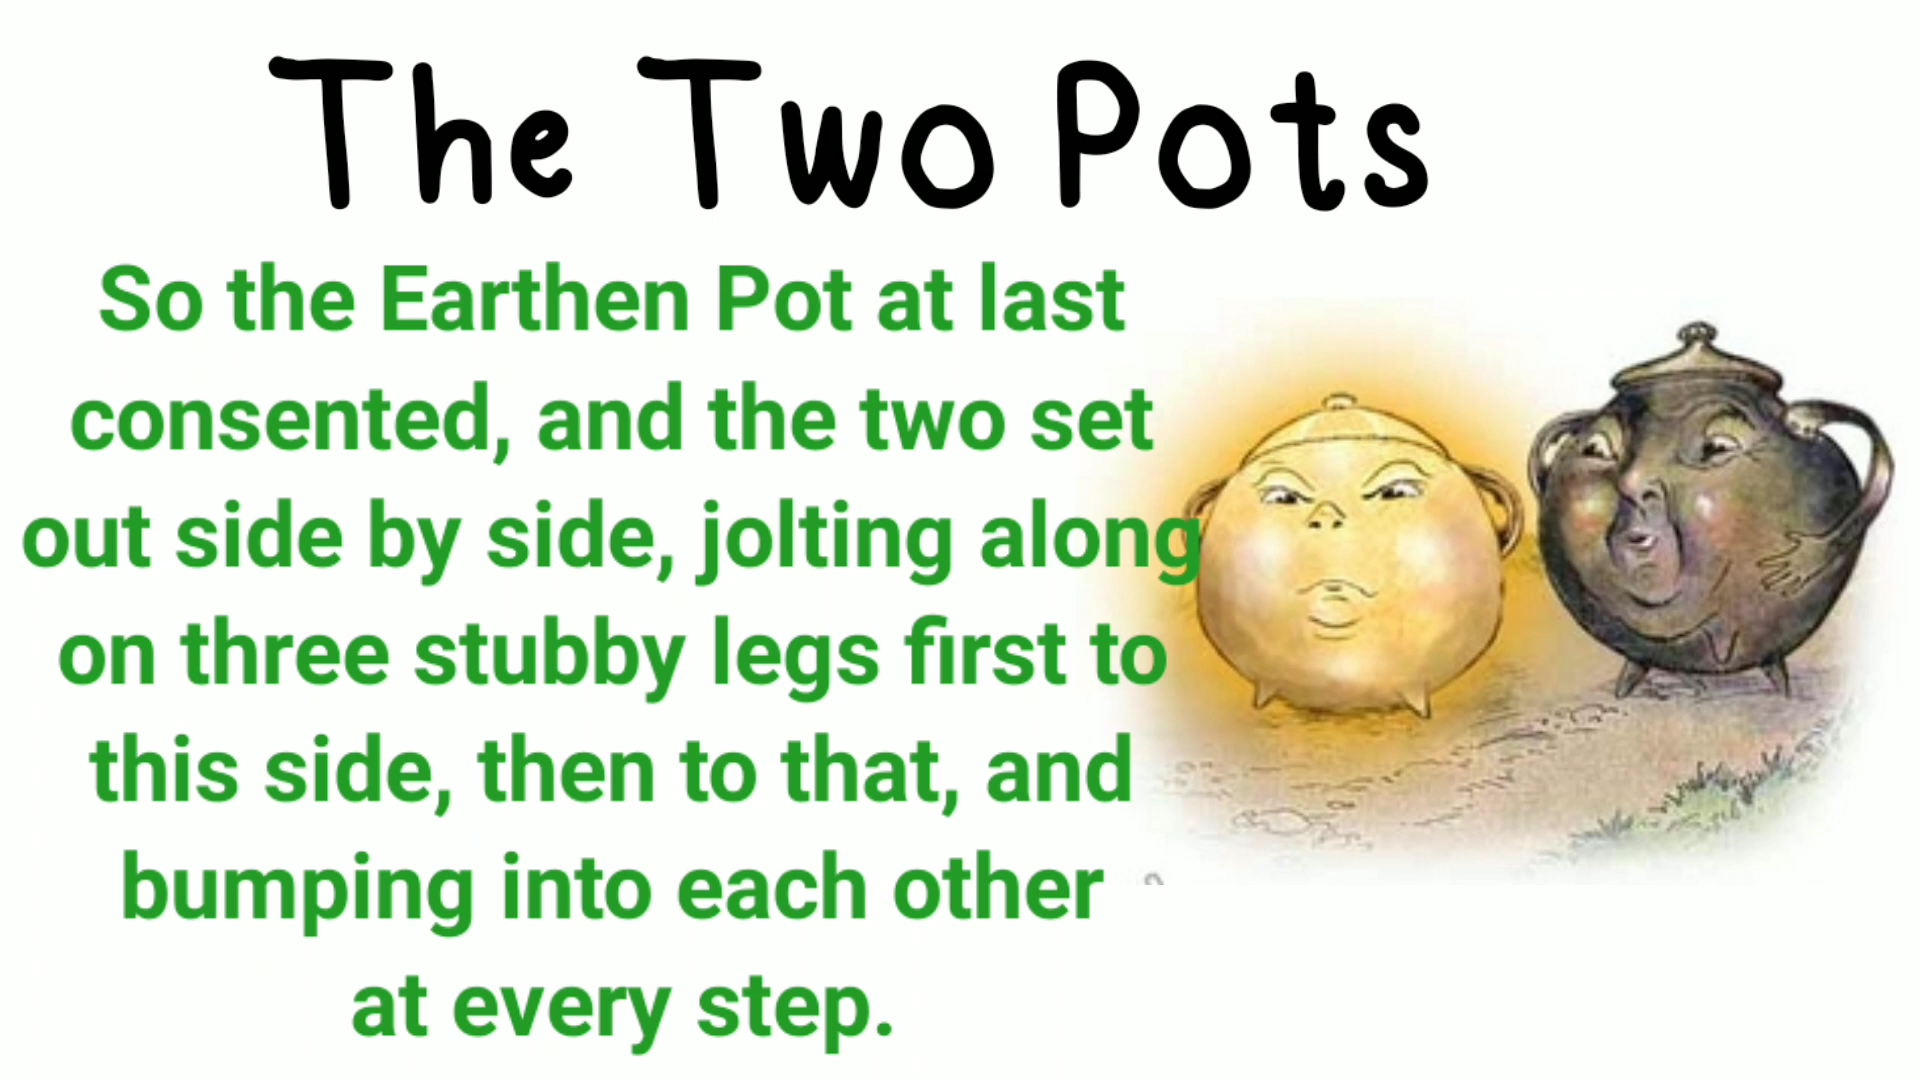 The Two Pots
So the Earthen Pot at last
consented, and the two set
out side by side, jolting along
on three stubby legs first to
this side, then to that, and
bumping into each other
at every step.